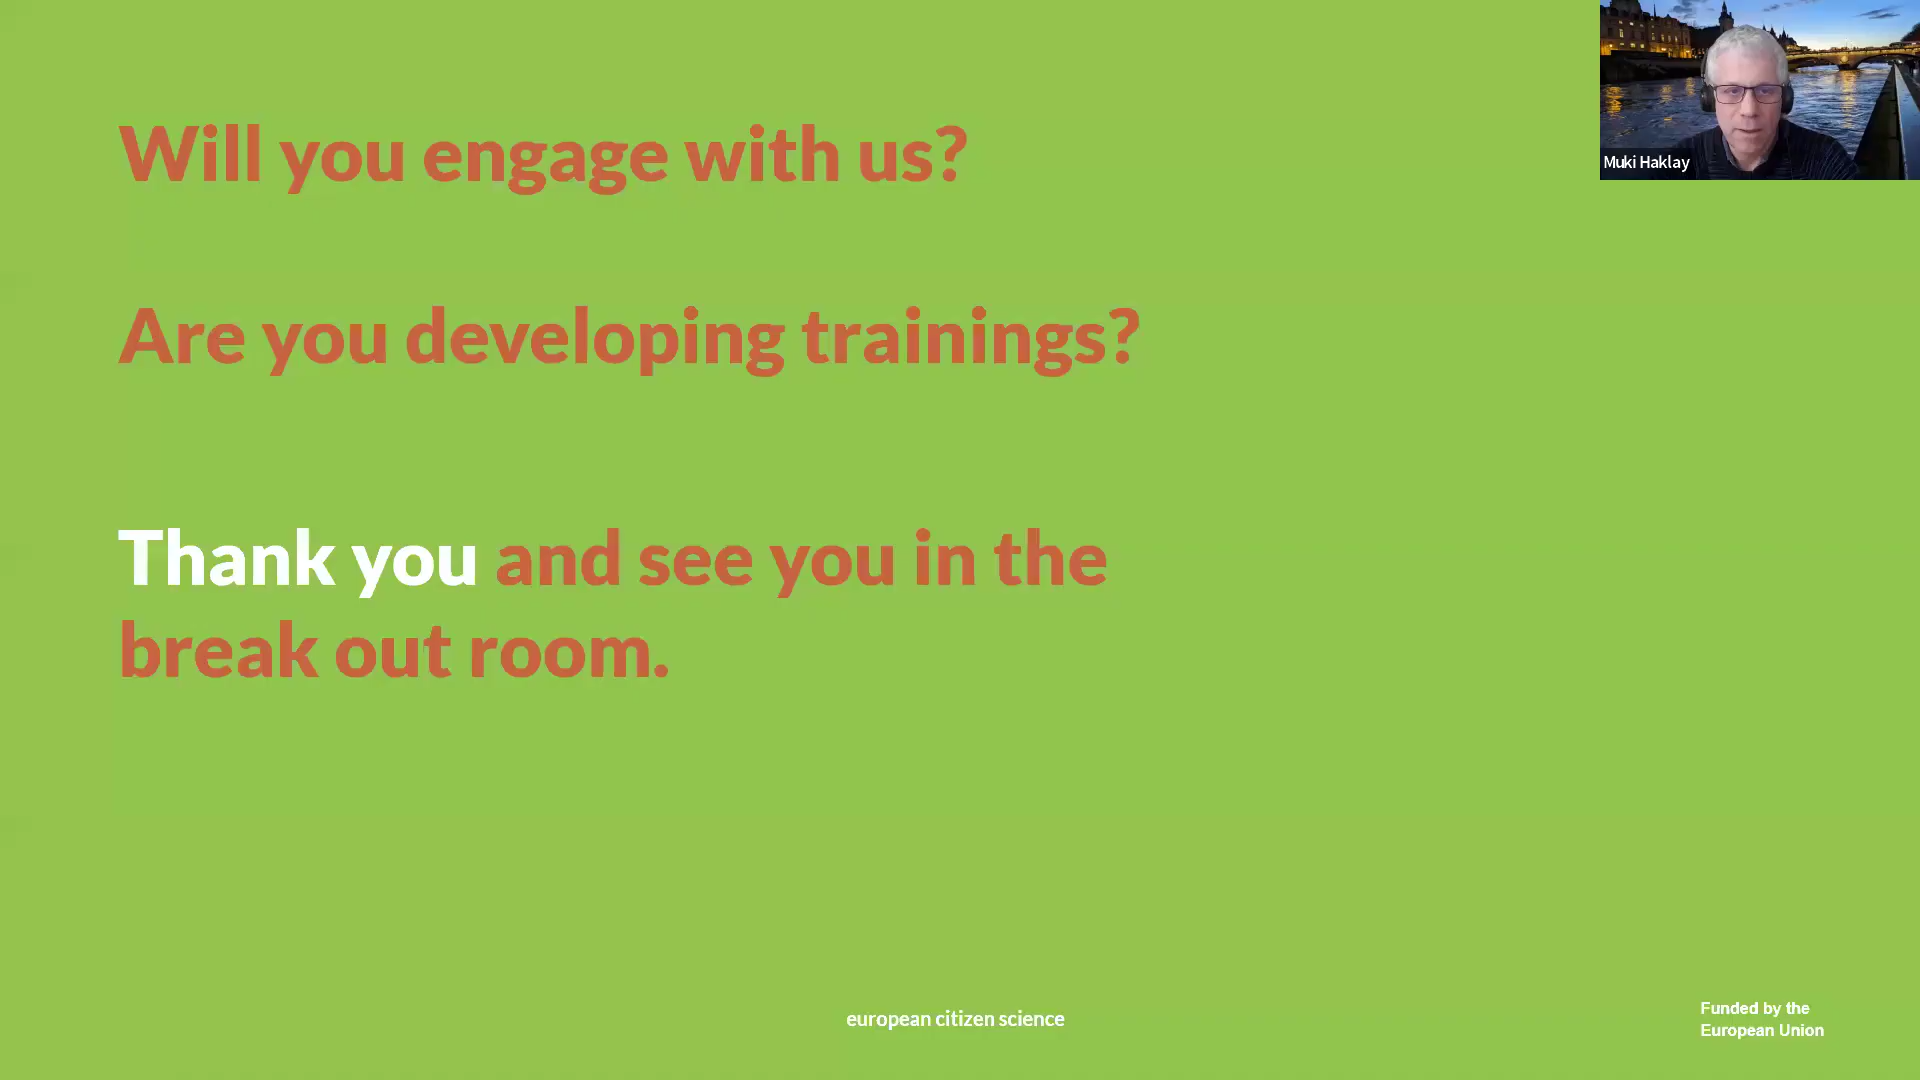 Will you engage with us?
Are you developing trainings?
Thank you and see you in the
break out room.
european citizen science
Funded by the
European Union
Muki Haklay